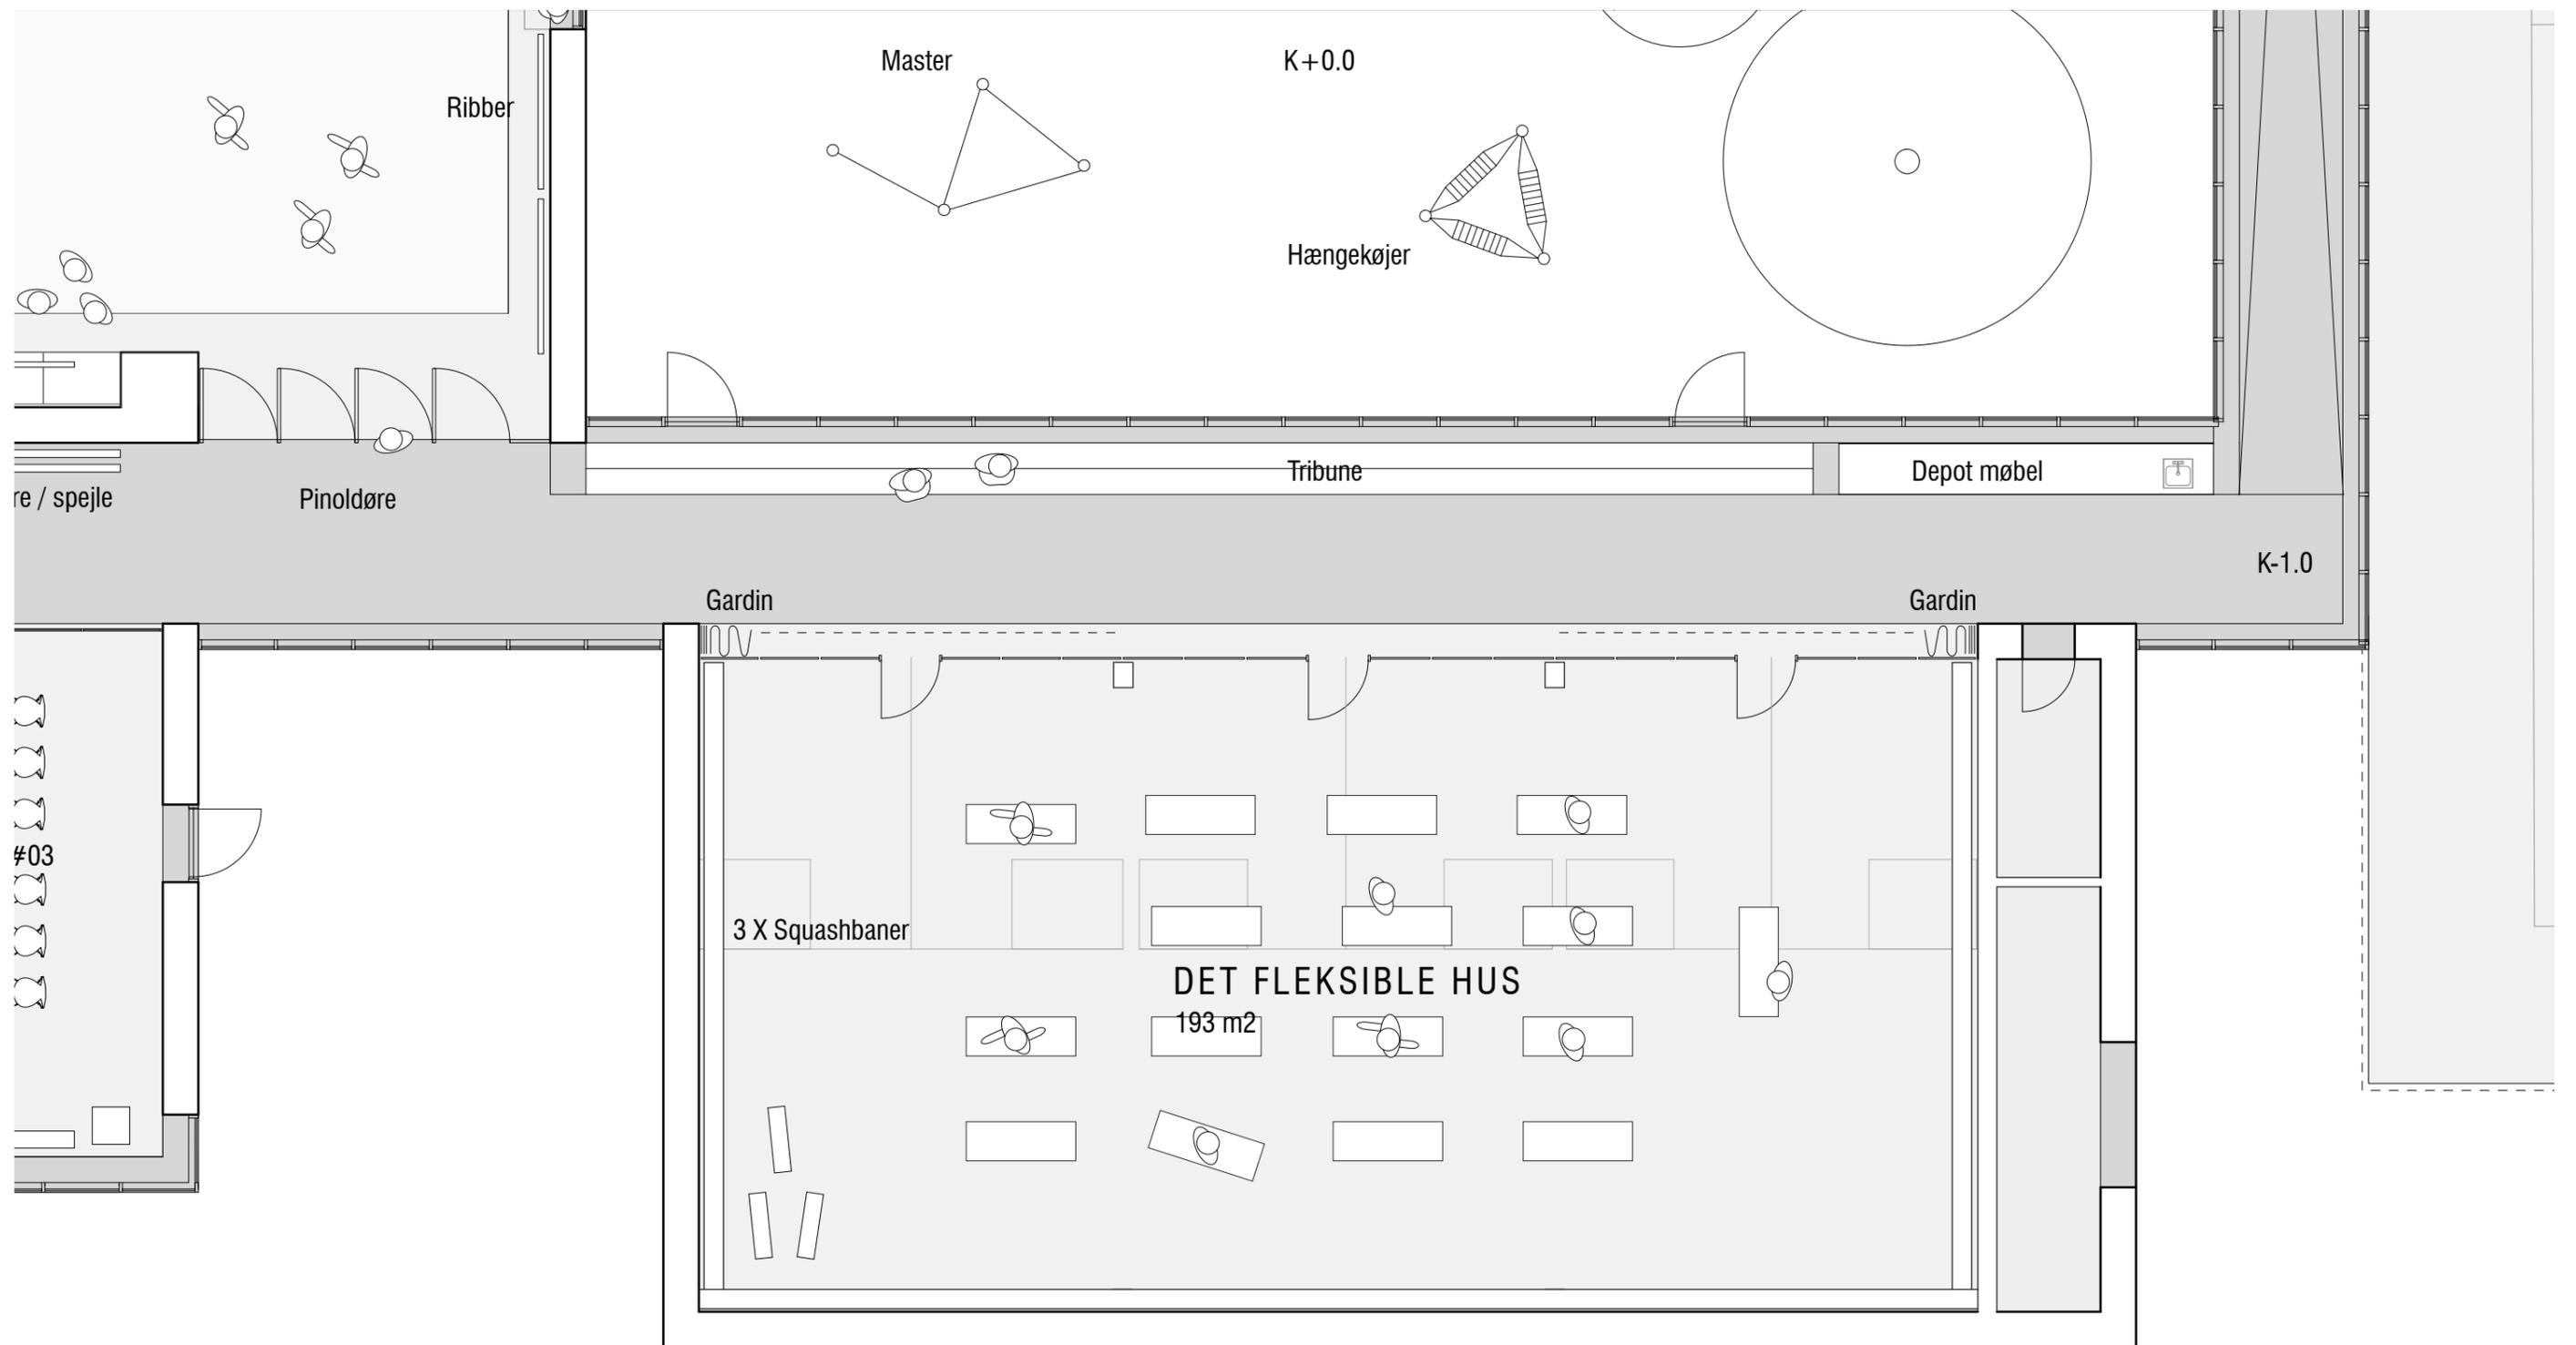 Master
K+0.0
Ribber
Hængekøjer
Tribune
Depot møbel
re / spejle
Pinoldøre
K-1.0
Gardin
Gardin
#03
3 X Squashbaner
DET FLEKSIBLE HUS
193 m2